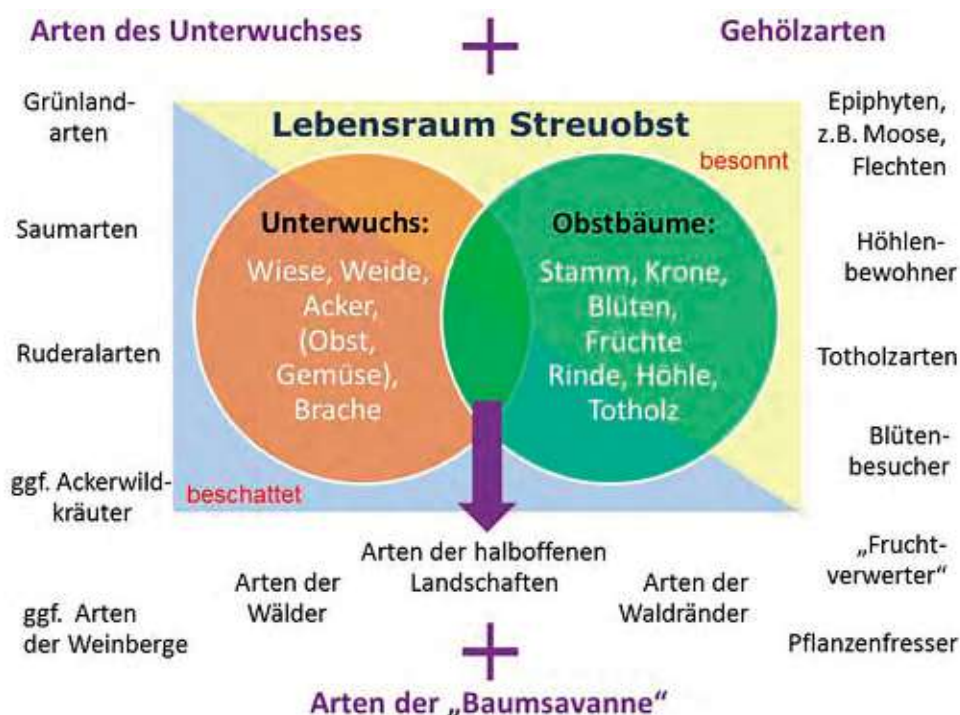 Arten des Unterwuchses
+
Gehölzarten
Grünland-
arten
Saumarten
Ruderalarten
ggf. Ackerwild-
kräuter
ggf. Arten
der Weinberge
Lebensraum Streuobst
besonnt
Unterwuchs:
Wiese, Weide,
Acker,
(Obst,
Gemüse),
Brache
Obstbäume:
Stamm, Krone,
Blüten,
Früchte
Rinde, Höhle,
Totholz
beschattet
Epiphyten,
z.B. Moose,
Flechten
Höhlen-
bewohner
Totholzarten
Blüten-
besucher
„Frucht-
verwerter“
Pflanzenfresser
Arten der halboffenen
Landschaften
Arten der
Wälder
Arten der
Waldränder
+
Arten der „Baumsavanne“